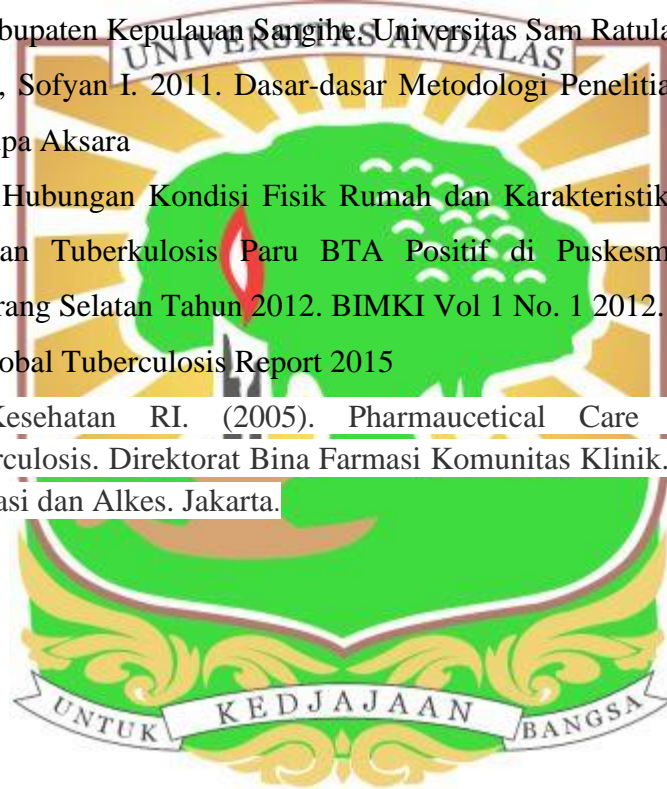 bupaten Kepulauan Sangihe. Universitas Sam Ratula
UNIVERSITAS ANDALAS
, Sofyan I. 2011. Dasar-dasar Metodologi Penelitia
pa Aksara
Hubungan Kondisi Fisik Rumah dan Karakteristik
an Tuberkulosis Paru BTA Positif di Puskesm
rang Selatan Tahun 2012. BIMKI Vol 1 No. 1 2012.
obal Tuberculosis Report 2015
Kesehatan RI. (2005). Pharmaucetical Care
rculosis. Direktorat Bina Farmasi Komunitas Klinik.
asi dan Alkes. Jakarta.
UNTUK KEDJAJAAN BANGSA